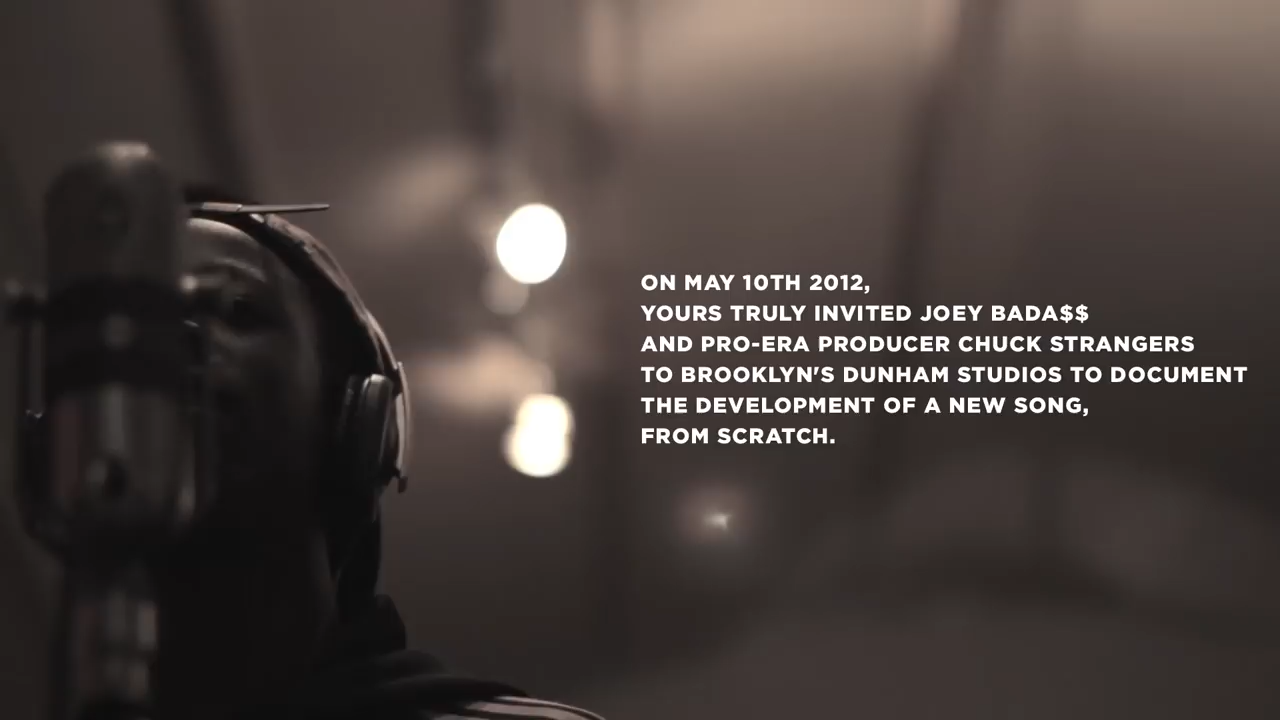 ON MAY 10TH 2012,
YOURS TRULY INVITED JOEY BADA$$
AND PRO-ERA PRODUCER CHUCK STRANGERS
TO BROOKLYN'S DUNHAM STUDIOS TO DOCUMENT
THE DEVELOPMENT OF A NEW SONG,
FROM SCRATCH.